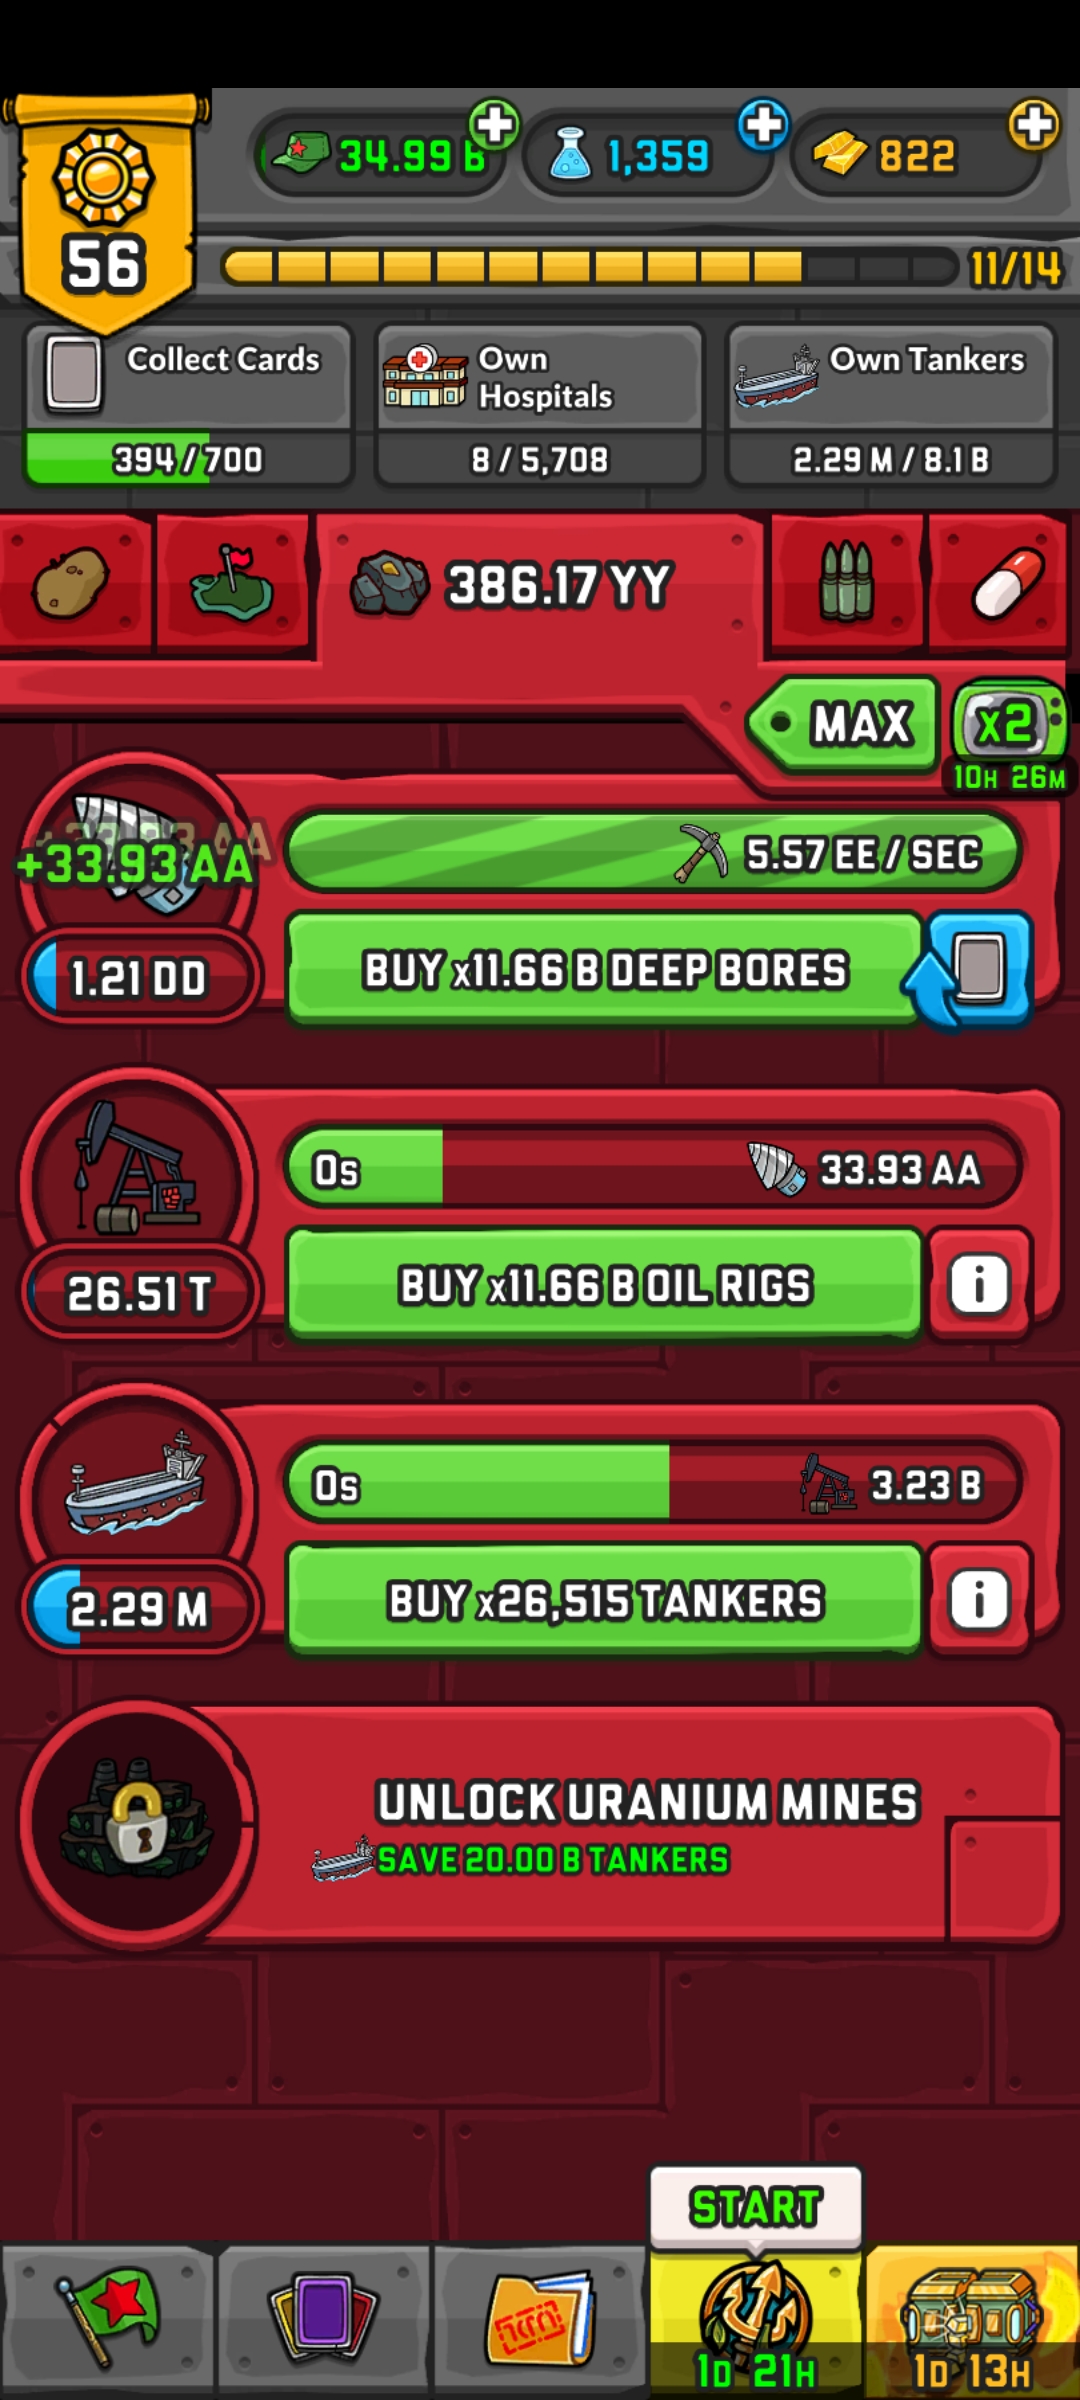 34.99 B
1,359
822
56
11/14
Collect Cards
394/700
Own
Hospitals
8/5,708
Own Tankers
2.29 M/8.1 B
386.17 YY
MAX
x2
10H 26M
+33.93 AA
+33.93 AA
5.57 EE/SEC
1.21 DD
BUY x11.66 B DEEP BORES
0s
33.93 AA
26.51 T
BUY x11.66 B OIL RIGS
i
0s
3.23 B
2.29 M
BUY x26,515 TANKERS
i
UNLOCK URANIUM MINES
SAVE 20.00 B TANKERS
START
1D 21H
1D 13H